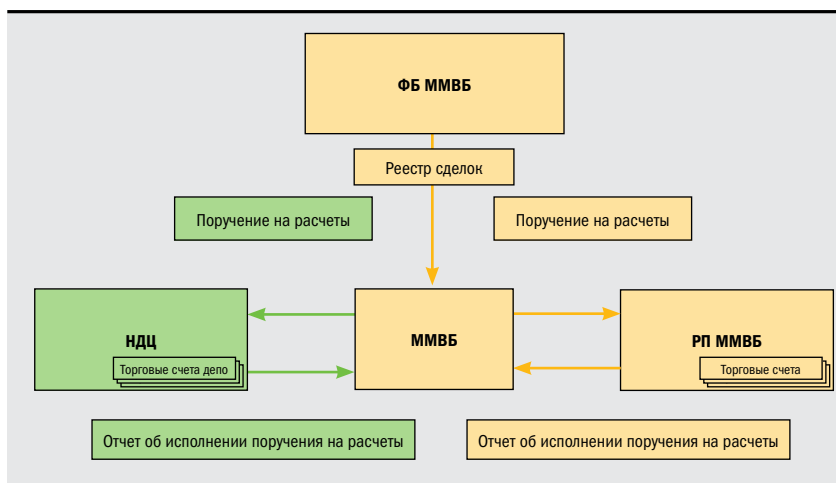 ФБ ММВБ
Реестр сделок
Поручение на расчеты
Поручение на расчеты
НДЦ
Торговые счета депо
ММВБ
РП ММВБ
Торговые счета
Отчет об исполнении поручения на расчеты
Отчет об исполнении поручения на расчеты